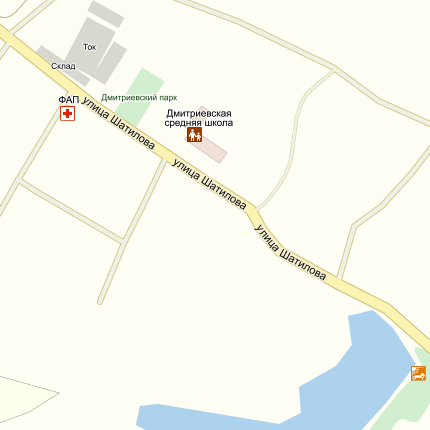 Ток
Склад
ФАП
Дмитриевский парк
Дмитриевская
средняя школа
улица Шатилова
улица Шатилова
улица Шатилова